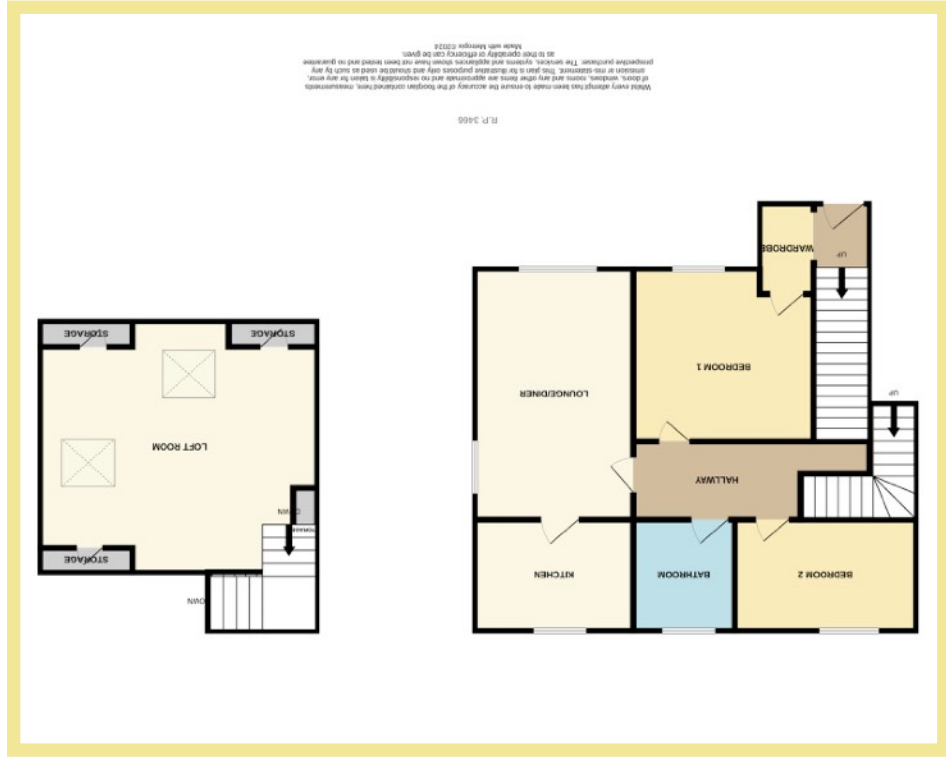 BEDROOM 2
BATHROOM
KITCHEN
HALLWAY
BEDROOM 1
LOUNGE/DINER
WARDROBE
UP
UP
STORAGE
STORAGE
STORAGE
LOFT ROOM
DOWN
R.P. 3466
Whilst every attempt has been made to ensure the accuracy of the floorplan contained here, measurements
of doors, windows, rooms and any other items are approximate and no responsibility is taken for any error,
omission or mis-statement. This plan is for illustrative purposes only and should be used as such by any
prospective purchaser. The services, systems and appliances shown have not been tested and no guarantee
as to their operability or efficiency can be given.
Made with Metropix ©2024